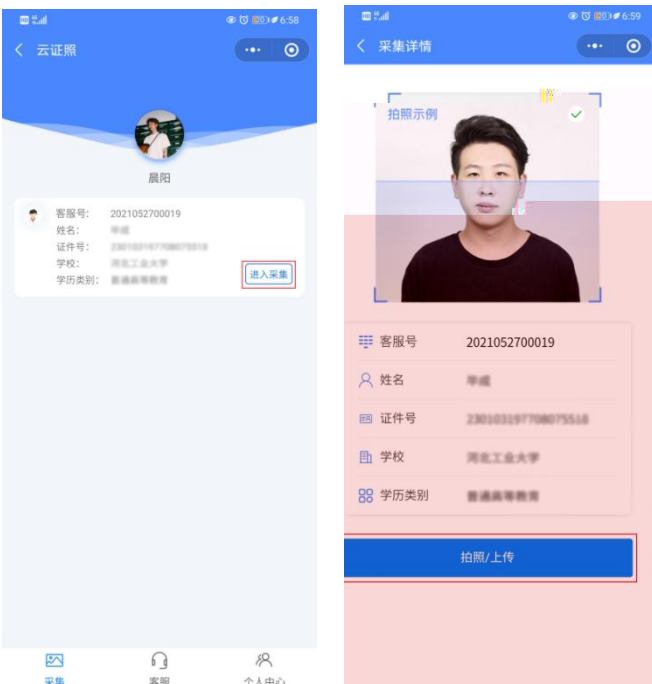 6:58
云证照
晨阳
客服号: 2021052700019
姓名:
证件号:
学校:
学历类别:
进入采集
采集
客服
个人中心
6:59
采集详情
拍照示例
客服号 2021052700019
姓名
证件号
学校
学历类别
拍照/上传